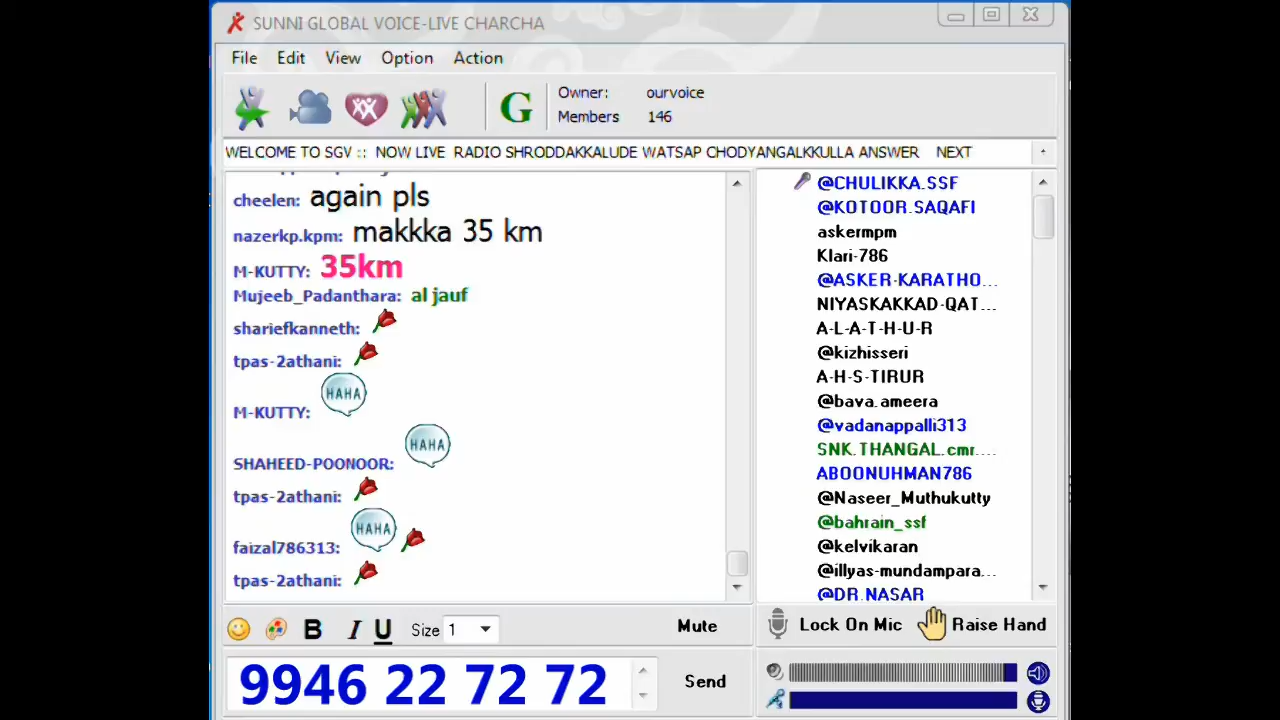 SUNNI GLOBAL VOICE-LIVE CHARCHA
File Edit View Option Action
G
Owner: ourvoice
Members 146
WELCOME TO SGV :: NOW LIVE RADIO SHRODDAKKALUDE WATSAP CHODYANGALKKULLA ANSWER NEXT
cheelen: again pls
nazerkp.kpm: makkka 35 km
M-KUTTY: 35km
Mujeeb_Padanthara: al jauf
shariefkanneth:
tpas-2athani:
HAHA
M-KUTTY:
HAHA
SHAHEED-POONOOR:
tpas-2athani:
HAHA
faizal786313:
tpas-2athani:
@CHULIKKA.SSF
@KOTOOR.SAQAFI
askermpm
Klari-786
@ASKER-KARATHO...
NIYASKAKKAD-QAT...
A-L-A-T-H-U-R
@kizhisseri
A-H-S-TIRUR
@bava.ameera
@vadanappalli313
SNK.THANGAL.cmr....
ABOONUHMAN786
@Naseer_Muthukutty
@bahrain_ssf
@kelvikaran
@illyas-mundampara...
@DR.NASAR
B I U Size 1 Mute
Lock On Mic Raise Hand
9946 22 72 72
Send